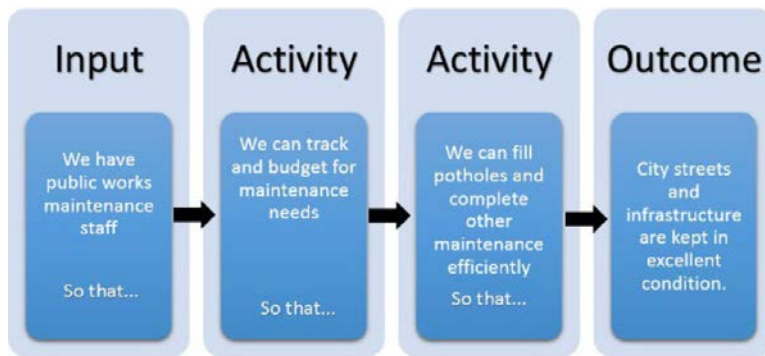 Input
We have
public works
maintenance
staff
So that...
Activity
We can track
and budget for
maintenance
needs
So that...
Activity
We can fill
potholes and
complete
other
maintenance
efficiently
So that...
Outcome
City streets
and
infrastructure
are kept in
excellent
condition.